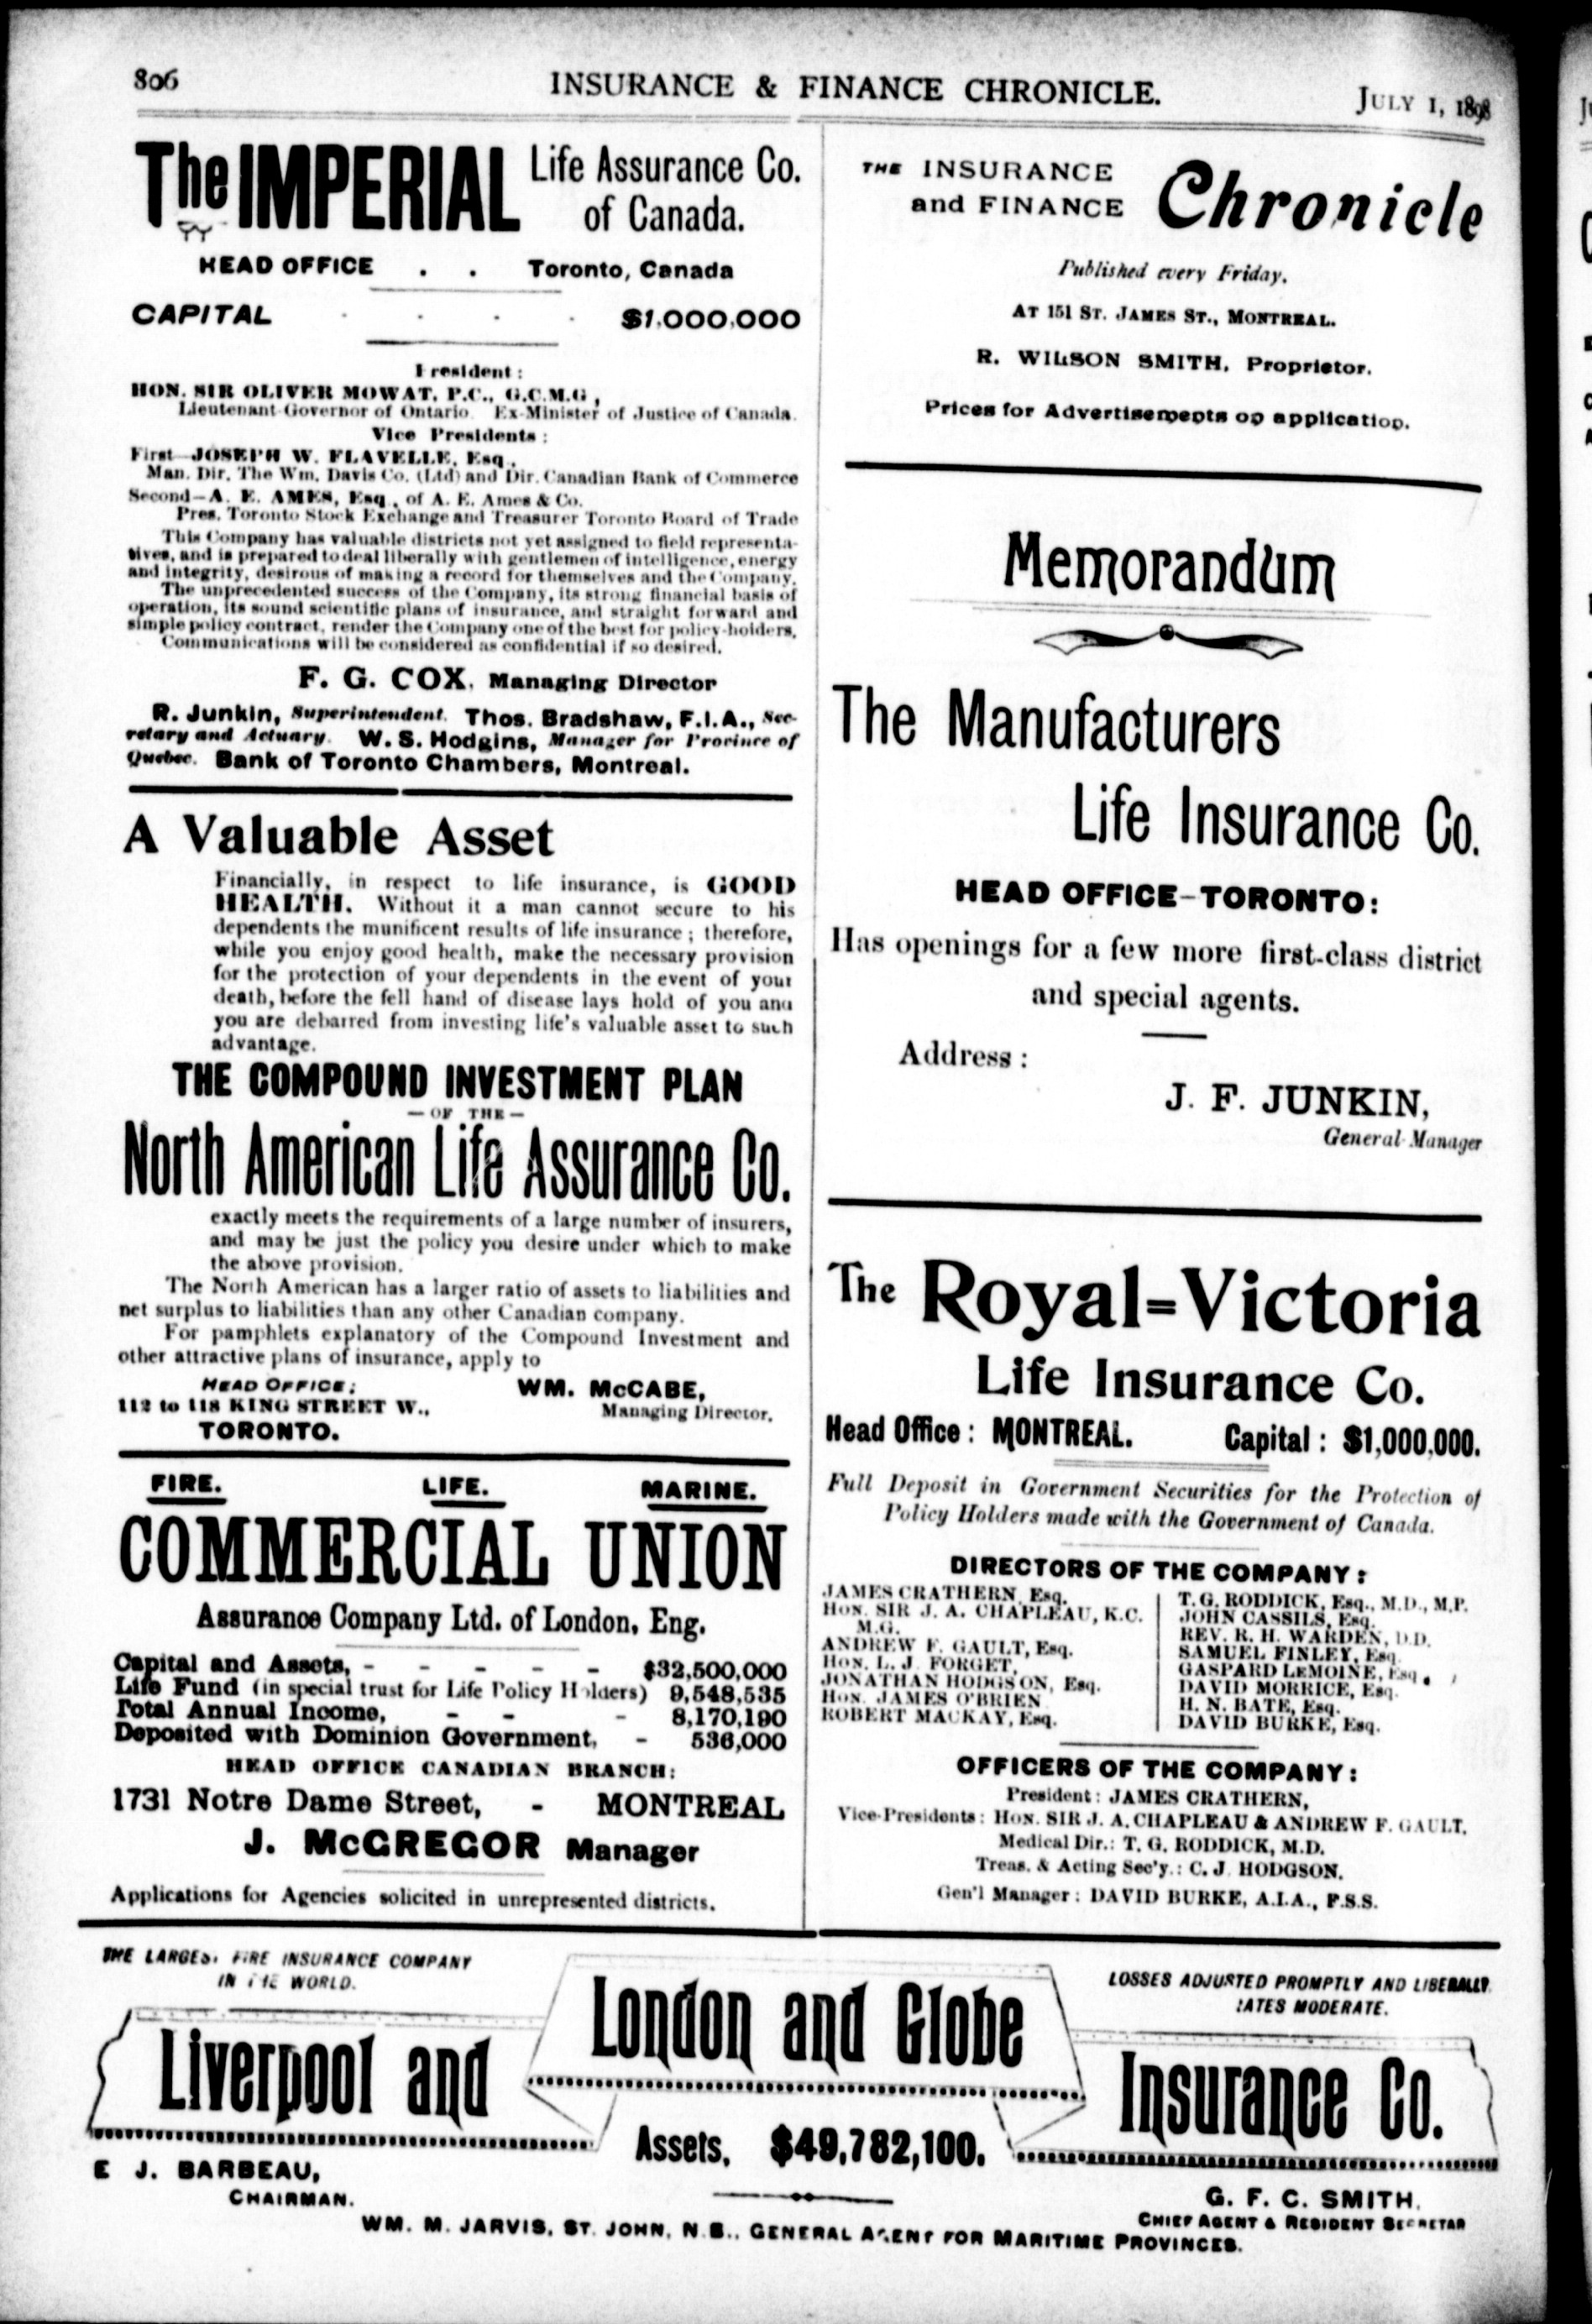 806
INSURANCE & FINANCE CHRONICLE.
JULY 1, 1898
The IMPERIAL Life Assurance Co.
of Canada.
HEAD OFFICE . . Toronto, Canada
CAPITAL - - - $1,000,000
President :
HON. SIR OLIVER MOWAT, P.C., G.C.M.G ,
Lieutenant Governor of Ontario Ex-Minister of Justice of Canada.
Vice Presidents :
First—JOSEPH W. FLAVELLE, Esq.,
Man. Dir. The Wm. Davis Co. (Ltd) and Dir. Canadian Bank of Commerce
Second—A. E. AMES, Esq , of A. E. Ames & Co.
Pres. Toronto Stock Exchange and Treasurer Toronto Board of Trade
This Company has valuable districts not yet assigned to field representa-
tives, and is prepared to deal liberally with gentlemen of intelligence, energy
and integrity, desirous of making a record for themselves and the Company.
The unprecedented success of the Company, its strong financial basis of
operation, its sound scientific plans of insurance, and straight forward and
simple policy contract, render the Company one of the best for policy-holders.
Communications will be considered as confidential if so desired.
F. G. COX, Managing Director
R. Junkin, Superintendent. Thos. Bradshaw, F.I.A., Sec-
retary and Actuary. W. S. Hodgins, Manager for Province of
Quebec. Bank of Toronto Chambers, Montreal.
A Valuable Asset
Financially, in respect to life insurance, is GOOD
HEALTH. Without it a man cannot secure to his
dependents the munificent results of life insurance ; therefore,
while you enjoy good health, make the necessary provision
for the protection of your dependents in the event of your
death, before the fell hand of disease lays hold of you and
you are debarred from investing life's valuable asset to such
advantage.
THE COMPOUND INVESTMENT PLAN
— OF THE —
North American Life Assurance Co.
exactly meets the requirements of a large number of insurers,
and may be just the policy you desire under which to make
the above provision.
The North American has a larger ratio of assets to liabilities and
net surplus to liabilities than any other Canadian company.
For pamphlets explanatory of the Compound Investment and
other attractive plans of insurance, apply to
HEAD OFFICE:
112 to 118 KING STREET W.,
TORONTO.
WM. McCABE,
Managing Director.
FIRE. LIFE. MARINE.
COMMERCIAL UNION
Assurance Company Ltd. of London, Eng.
Capital and Assets, - - - - - $32,500,000
Life Fund (in special trust for Life Policy Holders) 9,548,535
Total Annual Income, - - - 8,170,190
Deposited with Dominion Government, - 536,000
HEAD OFFICE CANADIAN BRANCH:
1731 Notre Dame Street, - MONTREAL
J. McGREGOR Manager
Applications for Agencies solicited in unrepresented districts.
THE INSURANCE
and FINANCE Chronicle
Published every Friday.
AT 151 ST. JAMES ST., MONTREAL.
R. WILSON SMITH, Proprietor.
Prices for Advertisements on application.
Memorandum
The Manufacturers
Life Insurance Co.
HEAD OFFICE—TORONTO:
Has openings for a few more first-class district
and special agents.
Address :
J. F. JUNKIN,
General Manager
The Royal=Victoria
Life Insurance Co.
Head Office : MONTREAL. Capital : $1,000,000.
Full Deposit in Government Securities for the Protection of
Policy Holders made with the Government of Canada.
DIRECTORS OF THE COMPANY :
JAMES CRATHERN, Esq.
HON. SIR J. A. CHAPLEAU, K.C.
M.G.
ANDREW F. GAULT, Esq.
HON. L. J. FORGET,
JONATHAN HODGSON, Esq.
HON. JAMES O'BRIEN
ROBERT MACKAY, Esq.
T. G. RODDICK, Esq., M.D., M.P.
JOHN CASSILS, Esq.
REV. R. H. WARDEN, D.D.
SAMUEL FINLEY, Esq.
GASPARD LEMOINE, Esq.
DAVID MORRICE, Esq.
H. N. BATE, Esq.
DAVID BURKE, Esq.
OFFICERS OF THE COMPANY :
President : JAMES CRATHERN,
Vice-Presidents : HON. SIR J. A. CHAPLEAU & ANDREW F. GAULT.
Medical Dir.: T. G. RODDICK, M.D.
Treas. & Acting Sec'y.: C. J. HODGSON.
Gen'l Manager : DAVID BURKE, A.I.A., F.S.S.
THE LARGEST FIRE INSURANCE COMPANY
IN THE WORLD.
LOSSES ADJUSTED PROMPTLY AND LIBERALLY.
RATES MODERATE.
Liverpool and London and Globe Insurance Co.
Assets, $49,782,100.
E J. BARBEAU,
CHAIRMAN.
G. F. C. SMITH,
CHIEF AGENT & RESIDENT SECRETAR
WM. M. JARVIS, ST. JOHN, N.B., GENERAL AGENT FOR MARITIME PROVINCES.